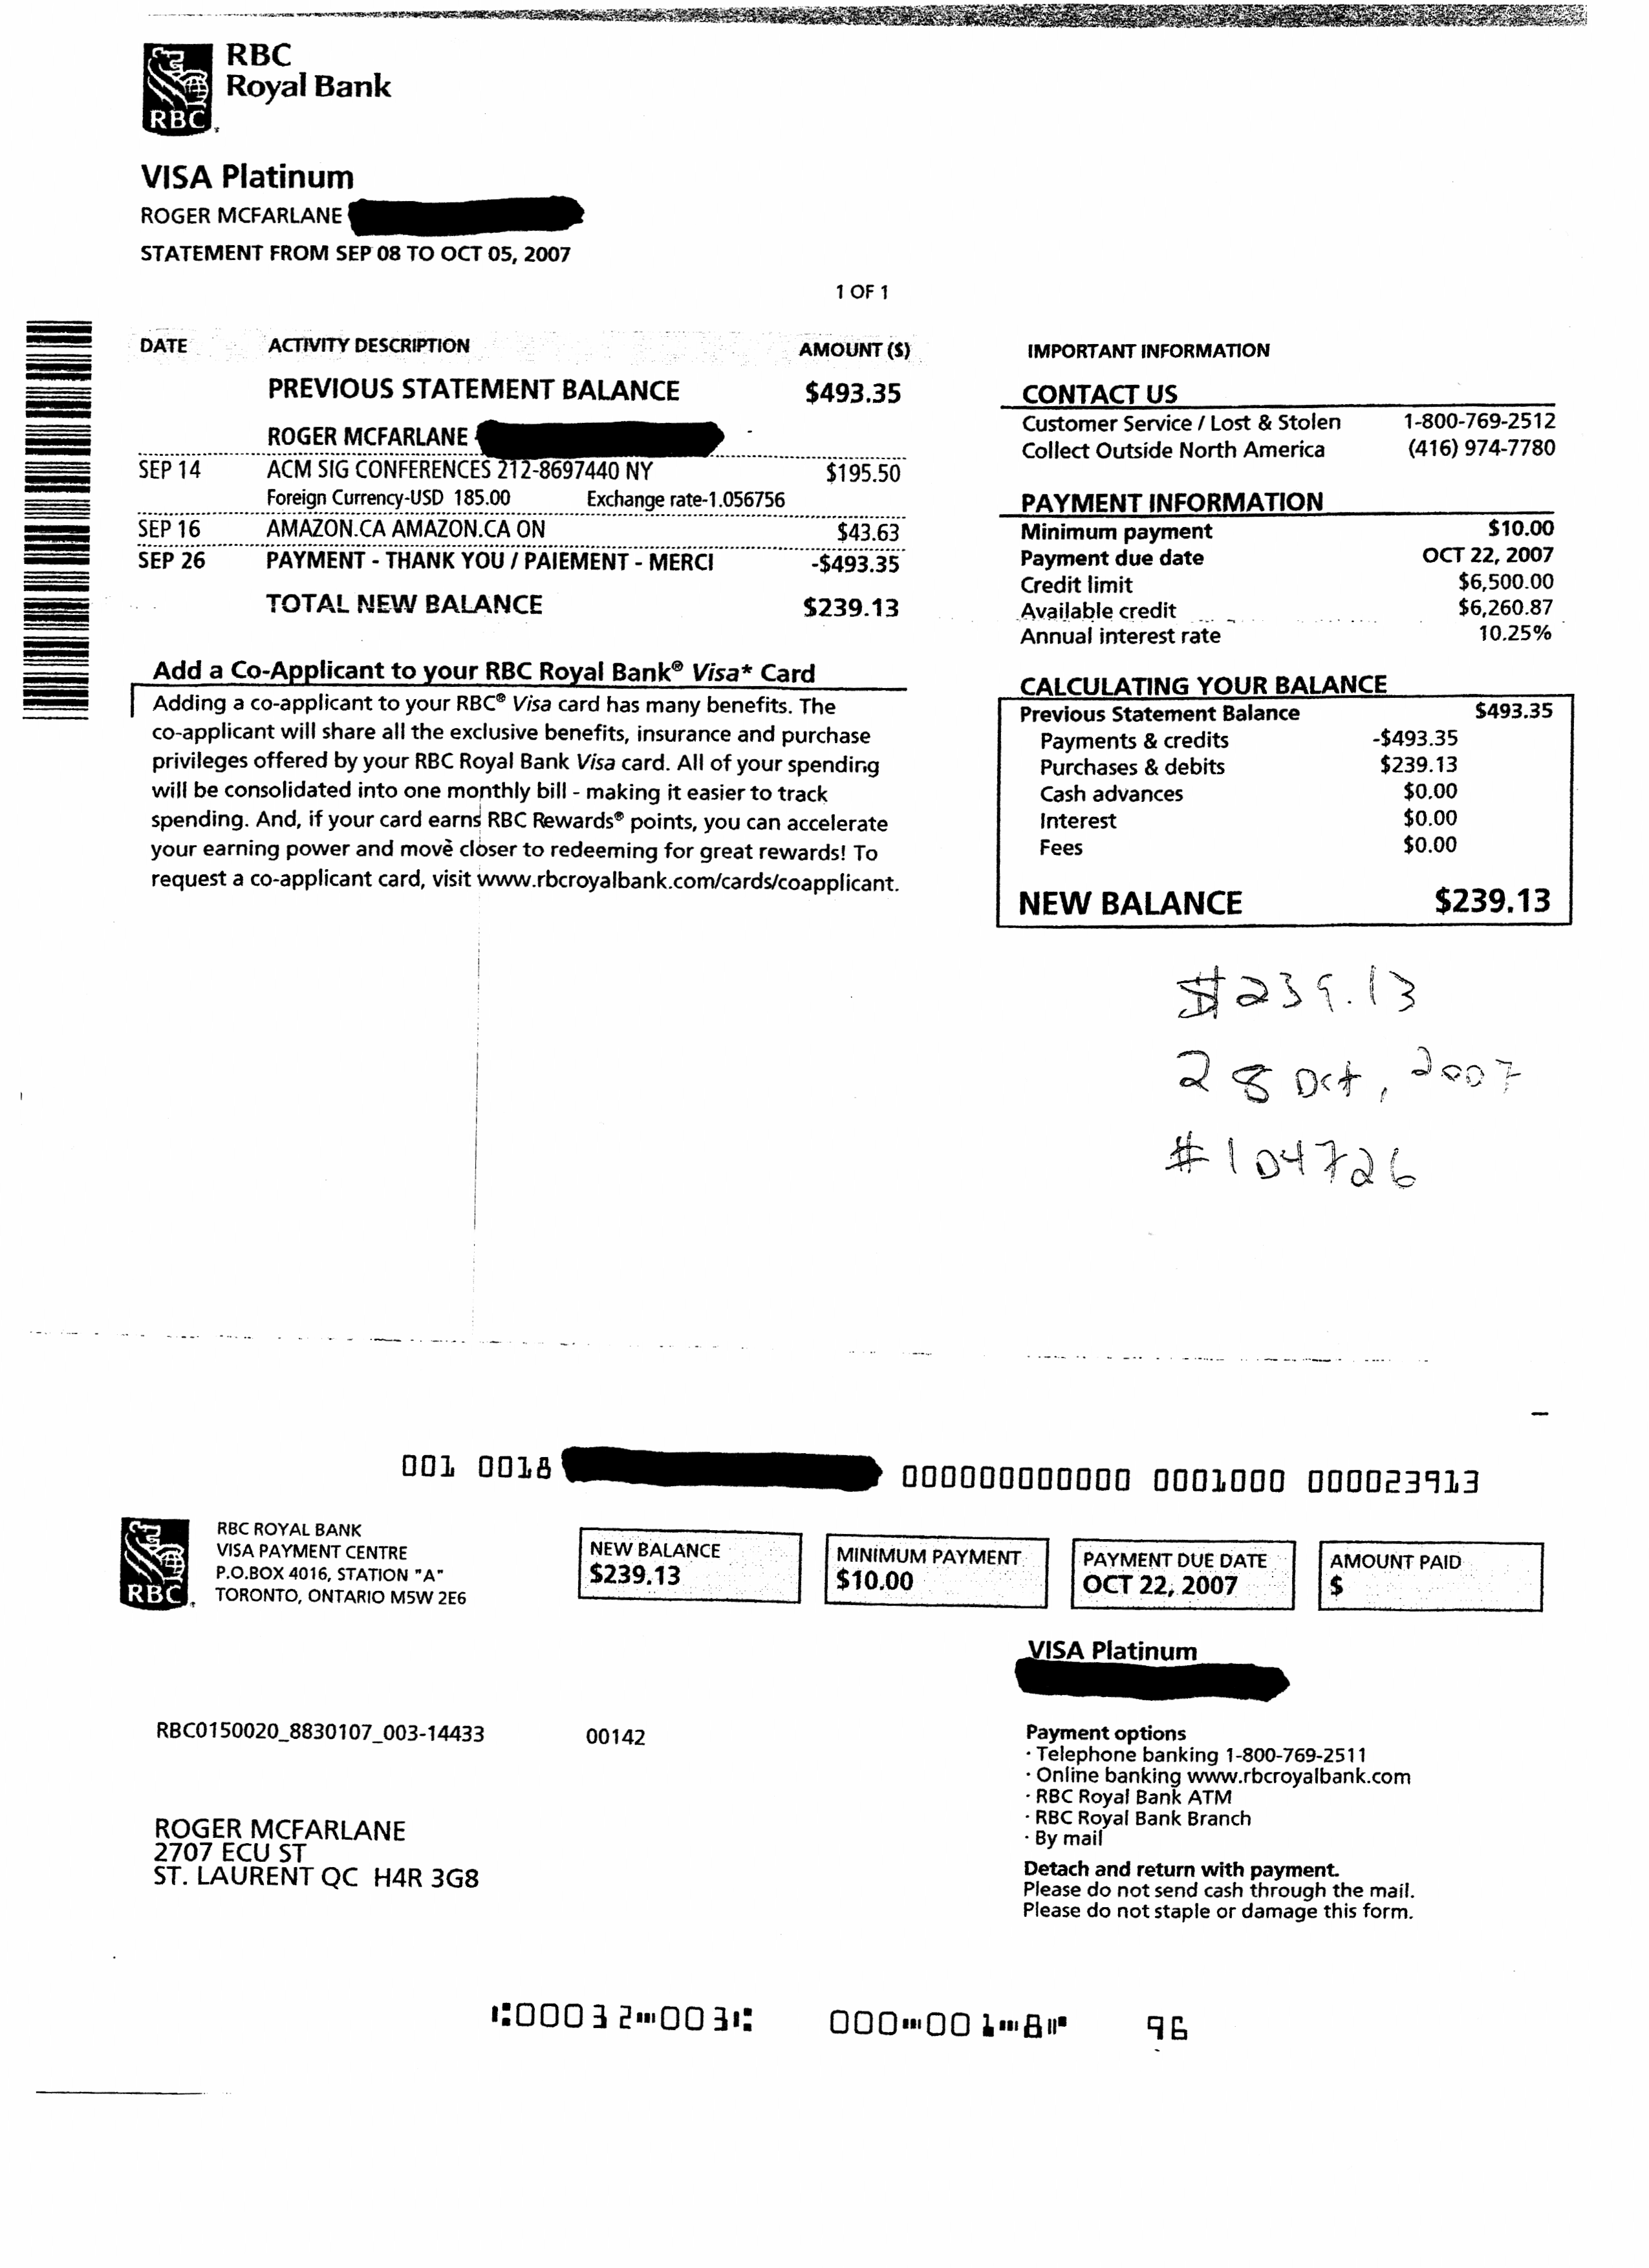 RBC
Royal Bank
RBC
VISA Platinum
ROGER MCFARLANE
STATEMENT FROM SEP 08 TO OCT 05, 2007
1 OF 1
DATE ACTIVITY DESCRIPTION AMOUNT ($)
PREVIOUS STATEMENT BALANCE $493.35
ROGER MCFARLANE
SEP 14 ACM SIG CONFERENCES 212-8697440 NY $195.50
Foreign Currency-USD 185.00 Exchange rate-1.056756
SEP 16 AMAZON.CA AMAZON.CA ON $43.63
SEP 26 PAYMENT - THANK YOU / PAIEMENT - MERCI -$493.35
TOTAL NEW BALANCE $239.13
Add a Co-Applicant to your RBC Royal Bank® Visa* Card
Adding a co-applicant to your RBC® Visa card has many benefits. The
co-applicant will share all the exclusive benefits, insurance and purchase
privileges offered by your RBC Royal Bank Visa card. All of your spending
will be consolidated into one monthly bill - making it easier to track
spending. And, if your card earns RBC Rewards® points, you can accelerate
your earning power and move closer to redeeming for great rewards! To
request a co-applicant card, visit www.rbcroyalbank.com/cards/coapplicant.
IMPORTANT INFORMATION
CONTACT US
Customer Service / Lost & Stolen 1-800-769-2512
Collect Outside North America (416) 974-7780
PAYMENT INFORMATION
Minimum payment $10.00
Payment due date OCT 22, 2007
Credit limit $6,500.00
Available credit $6,260.87
Annual interest rate 10.25%
CALCULATING YOUR BALANCE
Previous Statement Balance $493.35
Payments & credits -$493.35
Purchases & debits $239.13
Cash advances $0.00
Interest $0.00
Fees $0.00
NEW BALANCE $239.13
$239.13
28 Oct, 2007
#104726
001 0018 000000000000 0001000 000023913
RBC
RBC ROYAL BANK
VISA PAYMENT CENTRE
P.O.BOX 4016, STATION "A"
TORONTO, ONTARIO M5W 2E6
NEW BALANCE
$239.13
MINIMUM PAYMENT
$10.00
PAYMENT DUE DATE
OCT 22, 2007
AMOUNT PAID
$
VISA Platinum
RBC0150020_8830107_003-14433 00142
ROGER MCFARLANE
2707 ECU ST
ST. LAURENT QC H4R 3G8
Payment options
· Telephone banking 1-800-769-2511
· Online banking www.rbcroyalbank.com
· RBC Royal Bank ATM
· RBC Royal Bank Branch
· By mail
Detach and return with payment.
Please do not send cash through the mail.
Please do not staple or damage this form.
⑆00032⑉003⑆ 000⑉001⑉8⑈ 96